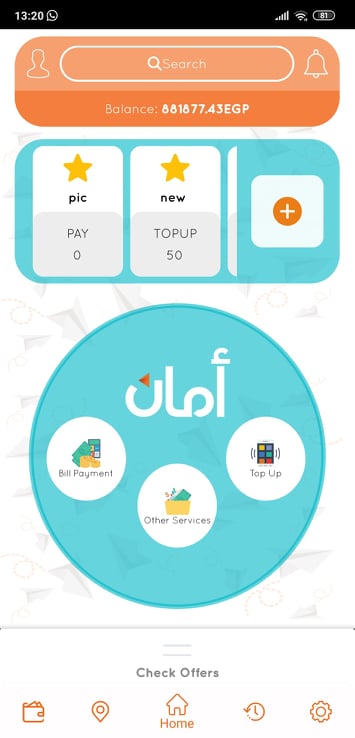 13:20
81
Search
Balance: 881877.43EGP
pic
new
PAY
TOPUP
0
50
أمان
Bill Payment
Top Up
Other Services
Check Offers
Home